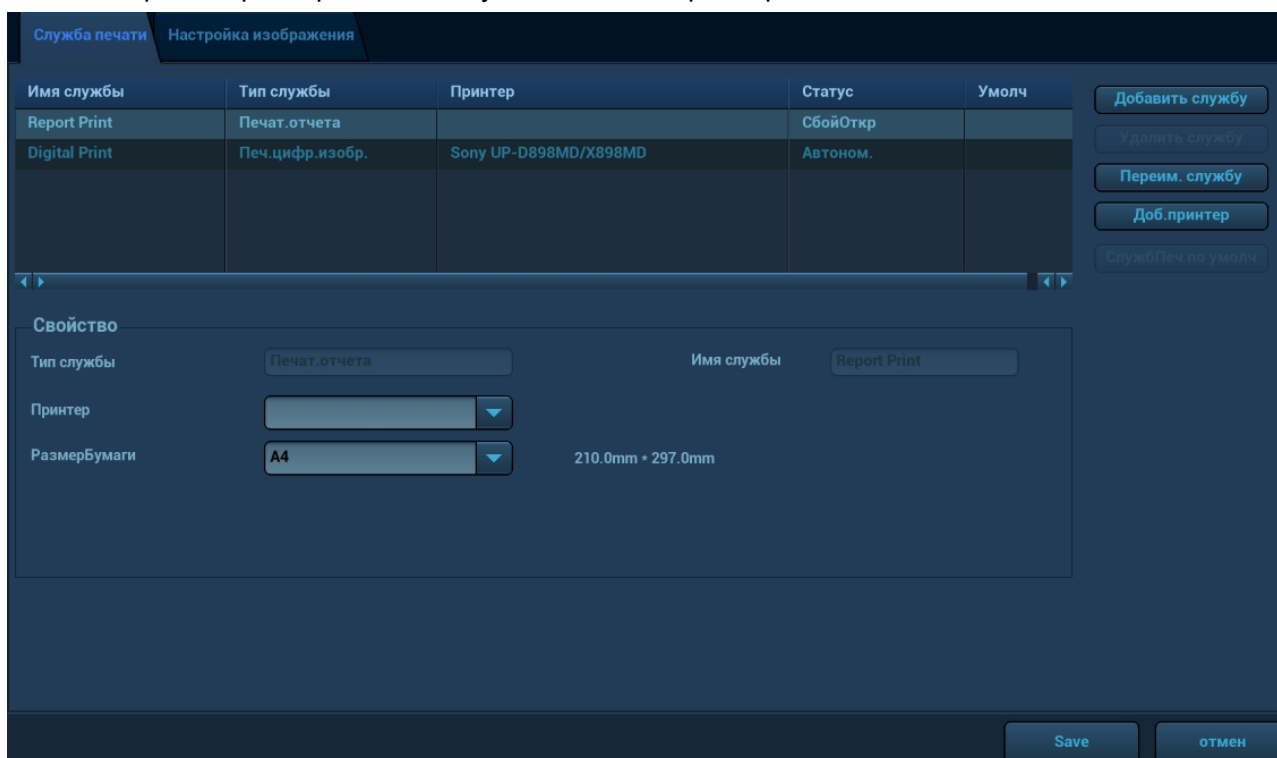 Служба печати Настройка изображения
Имя службы Тип службы Принтер Статус Умолч
Report Print Печат.отчета СбойОткр
Digital Print Печ.цифр.изобр. Sony UP-D898MD/X898MD Автоном.
Добавить службу
Удалить службу
Переим. службу
Доб.принтер
СлужбПеч по умолч
Свойство
Тип службы Печат.отчета Имя службы Report Print
Принтер
РазмерБумаги A4 210.0mm * 297.0mm
Save отмен